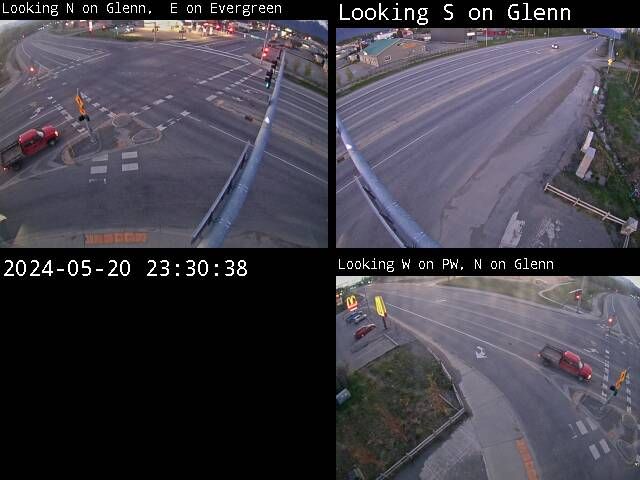 Looking N on Glenn,  E on Evergreen
Looking S on Glenn
2024-05-20 23:30:38
Looking W on PW, N on Glenn